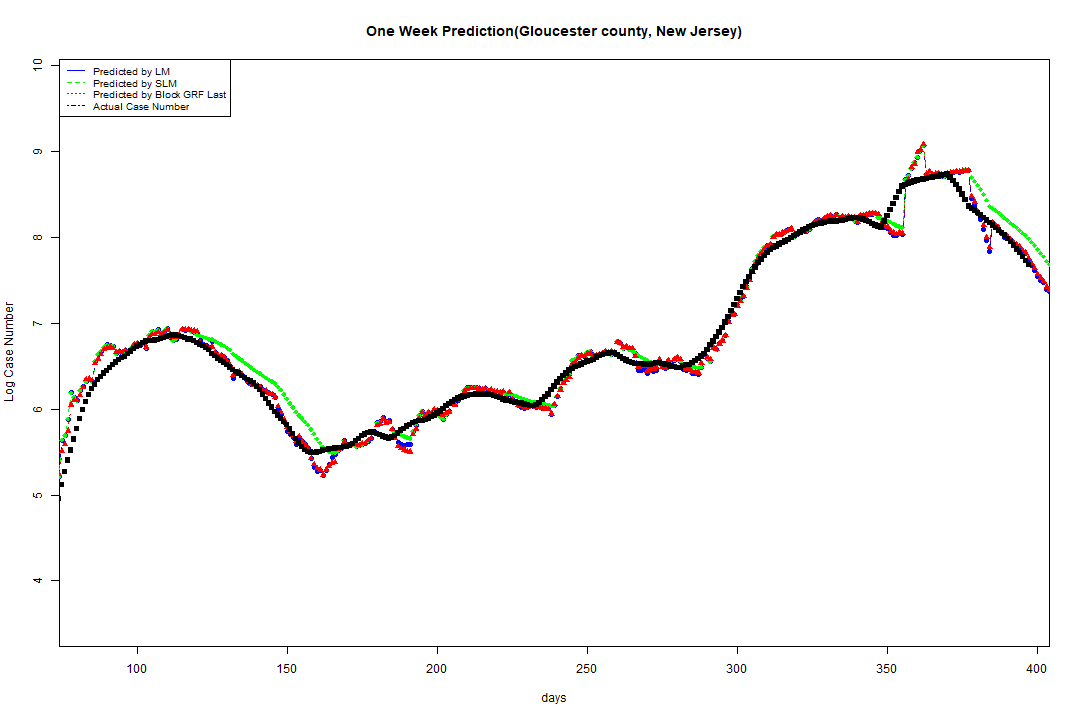 One Week Prediction(Gloucester county, New Jersey)
Predicted by LM
Predicted by SLM
Predicted by Block GRF Last
Actual Case Number
10
9
8
7
6
5
4
Log Case Number
100 150 200 250 300 350 400
days